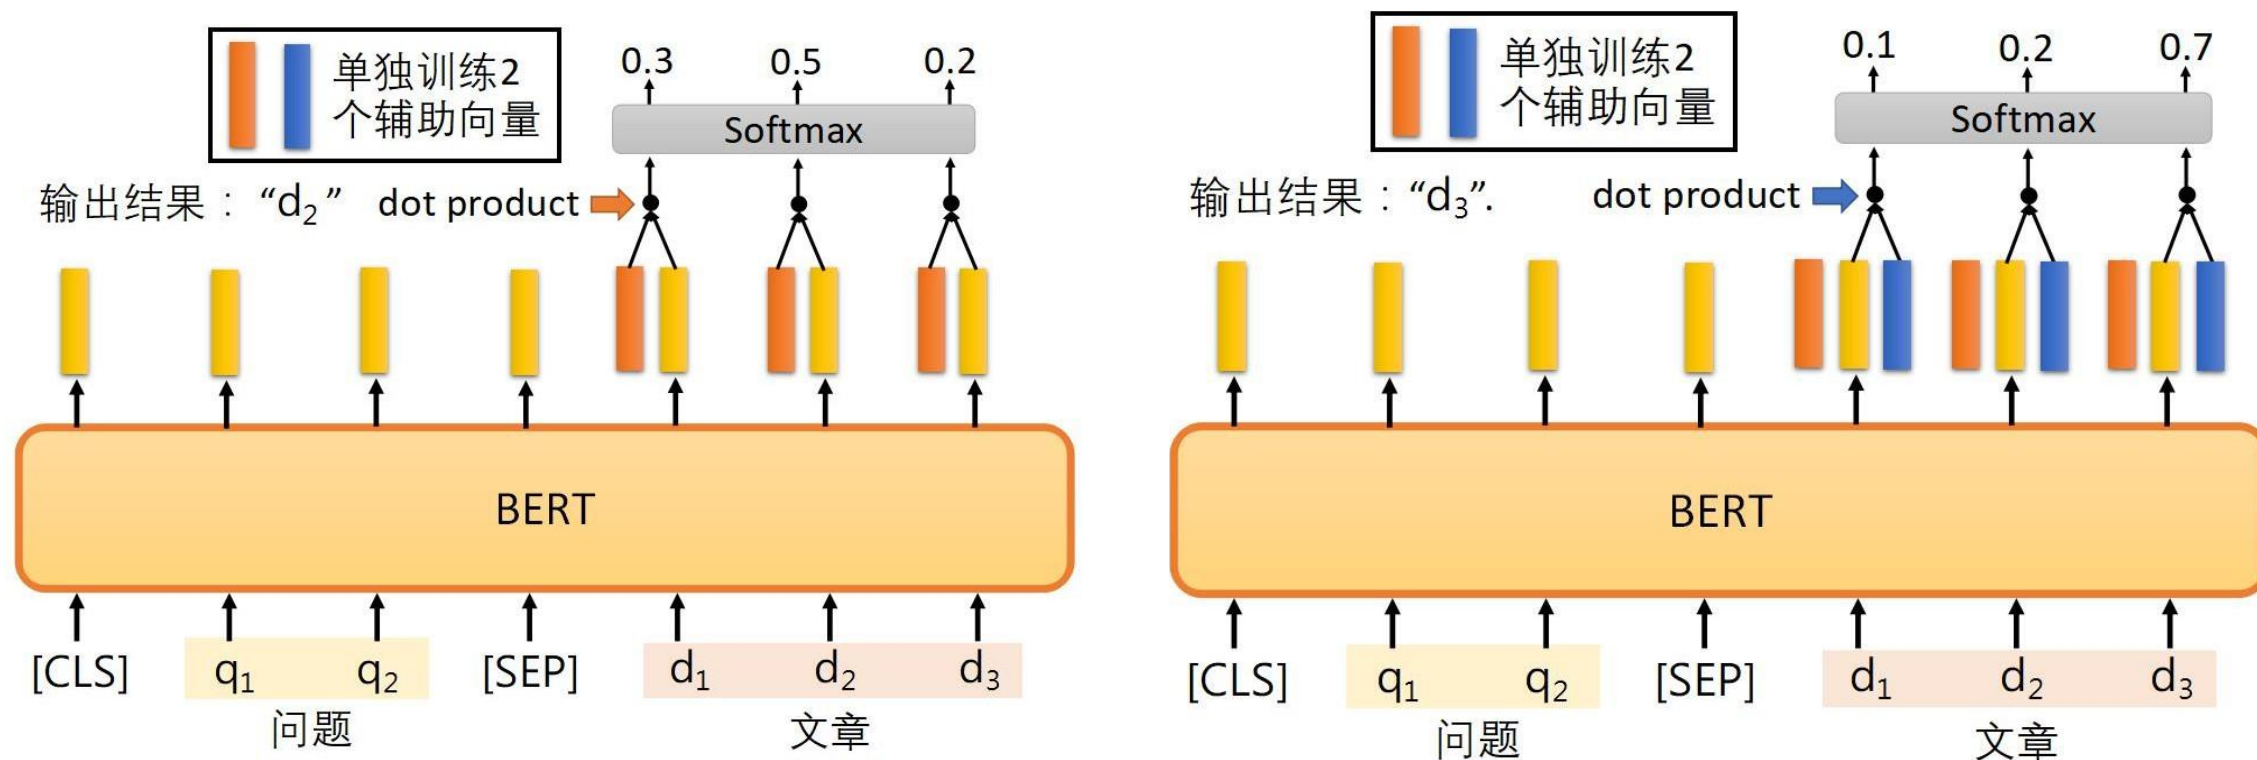 单独训练2
个辅助向量
0.3 0.5 0.2
Softmax
输出结果: “d₂” dot product
BERT
[CLS] q₁ q₂ [SEP] d₁ d₂ d₃
问题 文章
单独训练2
个辅助向量
0.1 0.2 0.7
Softmax
输出结果: “d₃”. dot product
BERT
[CLS] q₁ q₂ [SEP] d₁ d₂ d₃
问题 文章